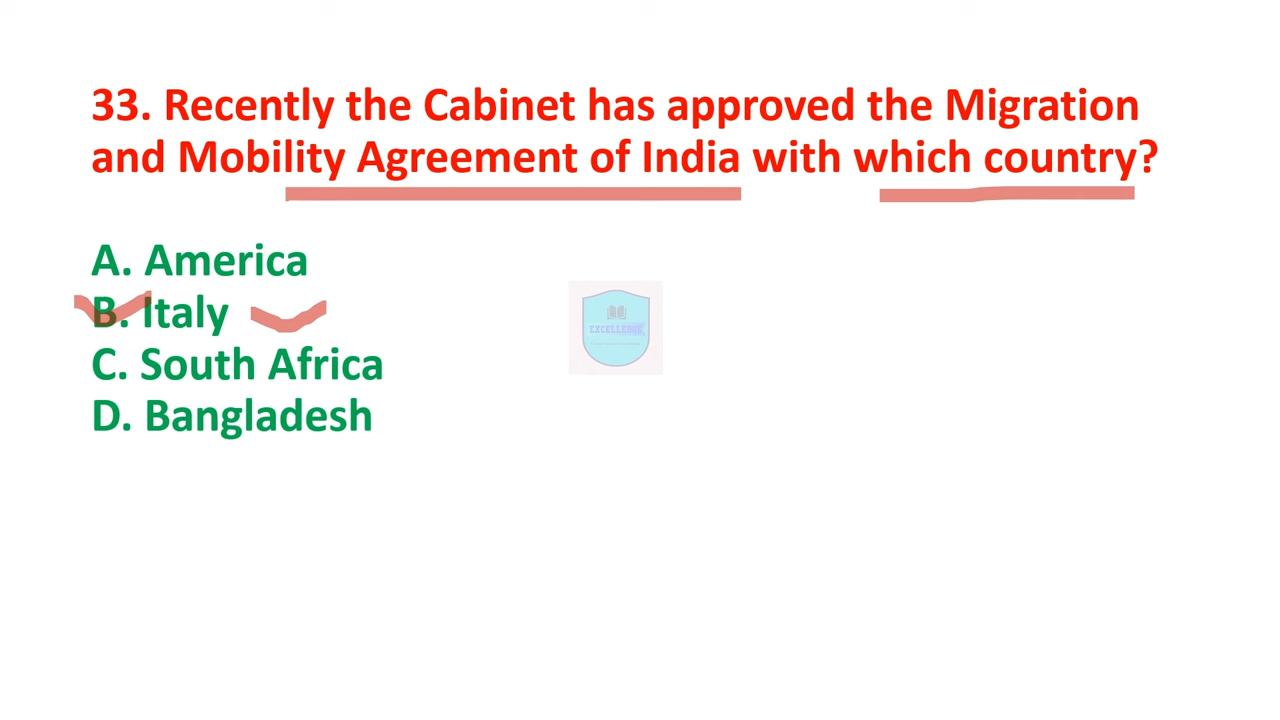 33. Recently the Cabinet has approved the Migration
and Mobility Agreement of India with which country?
A. America
B. Italy
C. South Africa
D. Bangladesh